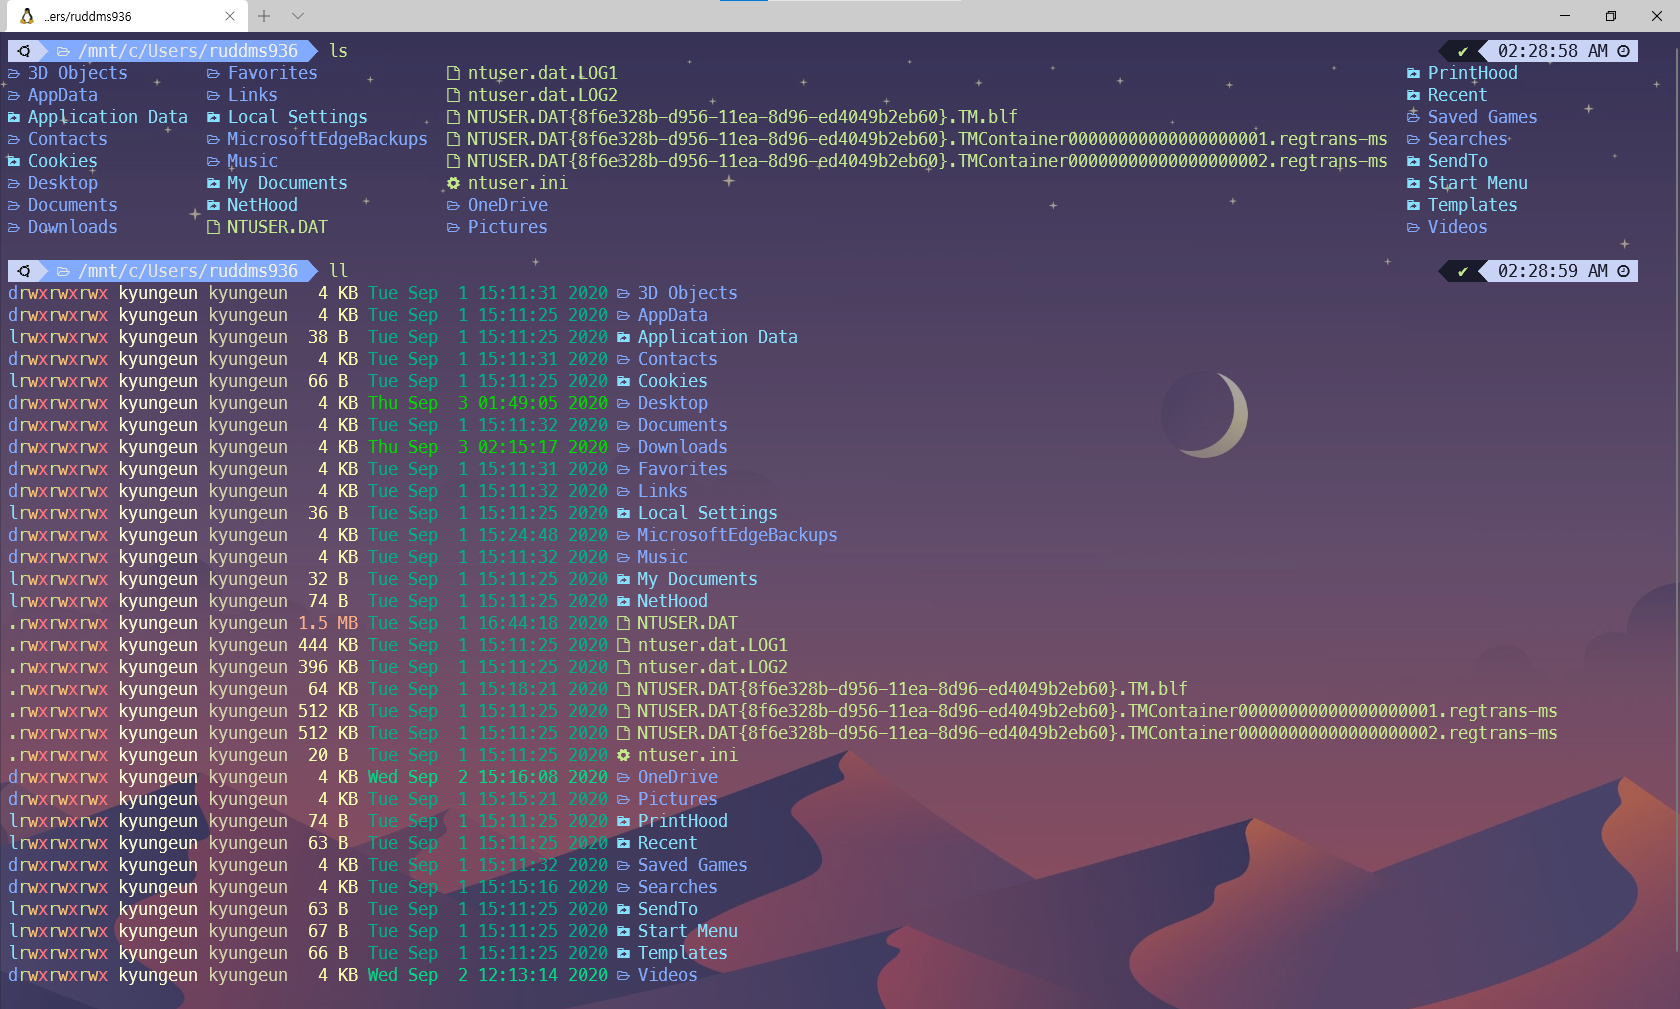 ..ers/ruddms936
/mnt/c/Users/ruddms936 ls ✔ 02:28:58 AM
3D Objects Favorites ntuser.dat.LOG1 PrintHood
AppData Links ntuser.dat.LOG2 Recent
Application Data Local Settings NTUSER.DAT{8f6e328b-d956-11ea-8d96-ed4049b2eb60}.TM.blf Saved Games
Contacts MicrosoftEdgeBackups NTUSER.DAT{8f6e328b-d956-11ea-8d96-ed4049b2eb60}.TMContainer00000000000000000001.regtrans-ms Searches
Cookies Music NTUSER.DAT{8f6e328b-d956-11ea-8d96-ed4049b2eb60}.TMContainer00000000000000000002.regtrans-ms SendTo
Desktop My Documents ntuser.ini Start Menu
Documents NetHood OneDrive Templates
Downloads NTUSER.DAT Pictures Videos
/mnt/c/Users/ruddms936 ll ✔ 02:28:59 AM
drwxrwxrwx kyungeun kyungeun 4 KB Tue Sep 1 15:11:31 2020 3D Objects
drwxrwxrwx kyungeun kyungeun 4 KB Tue Sep 1 15:11:25 2020 AppData
lrwxrwxrwx kyungeun kyungeun 38 B Tue Sep 1 15:11:25 2020 Application Data
drwxrwxrwx kyungeun kyungeun 4 KB Tue Sep 1 15:11:31 2020 Contacts
lrwxrwxrwx kyungeun kyungeun 66 B Tue Sep 1 15:11:25 2020 Cookies
drwxrwxrwx kyungeun kyungeun 4 KB Thu Sep 3 01:49:05 2020 Desktop
drwxrwxrwx kyungeun kyungeun 4 KB Tue Sep 1 15:11:32 2020 Documents
drwxrwxrwx kyungeun kyungeun 4 KB Thu Sep 3 02:15:17 2020 Downloads
drwxrwxrwx kyungeun kyungeun 4 KB Tue Sep 1 15:11:31 2020 Favorites
drwxrwxrwx kyungeun kyungeun 4 KB Tue Sep 1 15:11:32 2020 Links
lrwxrwxrwx kyungeun kyungeun 36 B Tue Sep 1 15:11:25 2020 Local Settings
drwxrwxrwx kyungeun kyungeun 4 KB Tue Sep 1 15:24:48 2020 MicrosoftEdgeBackups
drwxrwxrwx kyungeun kyungeun 4 KB Tue Sep 1 15:11:32 2020 Music
lrwxrwxrwx kyungeun kyungeun 32 B Tue Sep 1 15:11:25 2020 My Documents
lrwxrwxrwx kyungeun kyungeun 74 B Tue Sep 1 15:11:25 2020 NetHood
.rwxrwxrwx kyungeun kyungeun 1.5 MB Tue Sep 1 16:44:18 2020 NTUSER.DAT
.rwxrwxrwx kyungeun kyungeun 444 KB Tue Sep 1 15:11:25 2020 ntuser.dat.LOG1
.rwxrwxrwx kyungeun kyungeun 396 KB Tue Sep 1 15:11:25 2020 ntuser.dat.LOG2
.rwxrwxrwx kyungeun kyungeun 64 KB Tue Sep 1 15:18:21 2020 NTUSER.DAT{8f6e328b-d956-11ea-8d96-ed4049b2eb60}.TM.blf
.rwxrwxrwx kyungeun kyungeun 512 KB Tue Sep 1 15:11:25 2020 NTUSER.DAT{8f6e328b-d956-11ea-8d96-ed4049b2eb60}.TMContainer00000000000000000001.regtrans-ms
.rwxrwxrwx kyungeun kyungeun 512 KB Tue Sep 1 15:11:25 2020 NTUSER.DAT{8f6e328b-d956-11ea-8d96-ed4049b2eb60}.TMContainer00000000000000000002.regtrans-ms
.rwxrwxrwx kyungeun kyungeun 20 B Tue Sep 1 15:11:25 2020 ntuser.ini
drwxrwxrwx kyungeun kyungeun 4 KB Wed Sep 2 15:16:08 2020 OneDrive
drwxrwxrwx kyungeun kyungeun 4 KB Tue Sep 1 15:15:21 2020 Pictures
lrwxrwxrwx kyungeun kyungeun 74 B Tue Sep 1 15:11:25 2020 PrintHood
lrwxrwxrwx kyungeun kyungeun 63 B Tue Sep 1 15:11:25 2020 Recent
drwxrwxrwx kyungeun kyungeun 4 KB Tue Sep 1 15:11:32 2020 Saved Games
drwxrwxrwx kyungeun kyungeun 4 KB Tue Sep 1 15:15:16 2020 Searches
lrwxrwxrwx kyungeun kyungeun 63 B Tue Sep 1 15:11:25 2020 SendTo
lrwxrwxrwx kyungeun kyungeun 67 B Tue Sep 1 15:11:25 2020 Start Menu
lrwxrwxrwx kyungeun kyungeun 66 B Tue Sep 1 15:11:25 2020 Templates
drwxrwxrwx kyungeun kyungeun 4 KB Wed Sep 2 12:13:14 2020 Videos